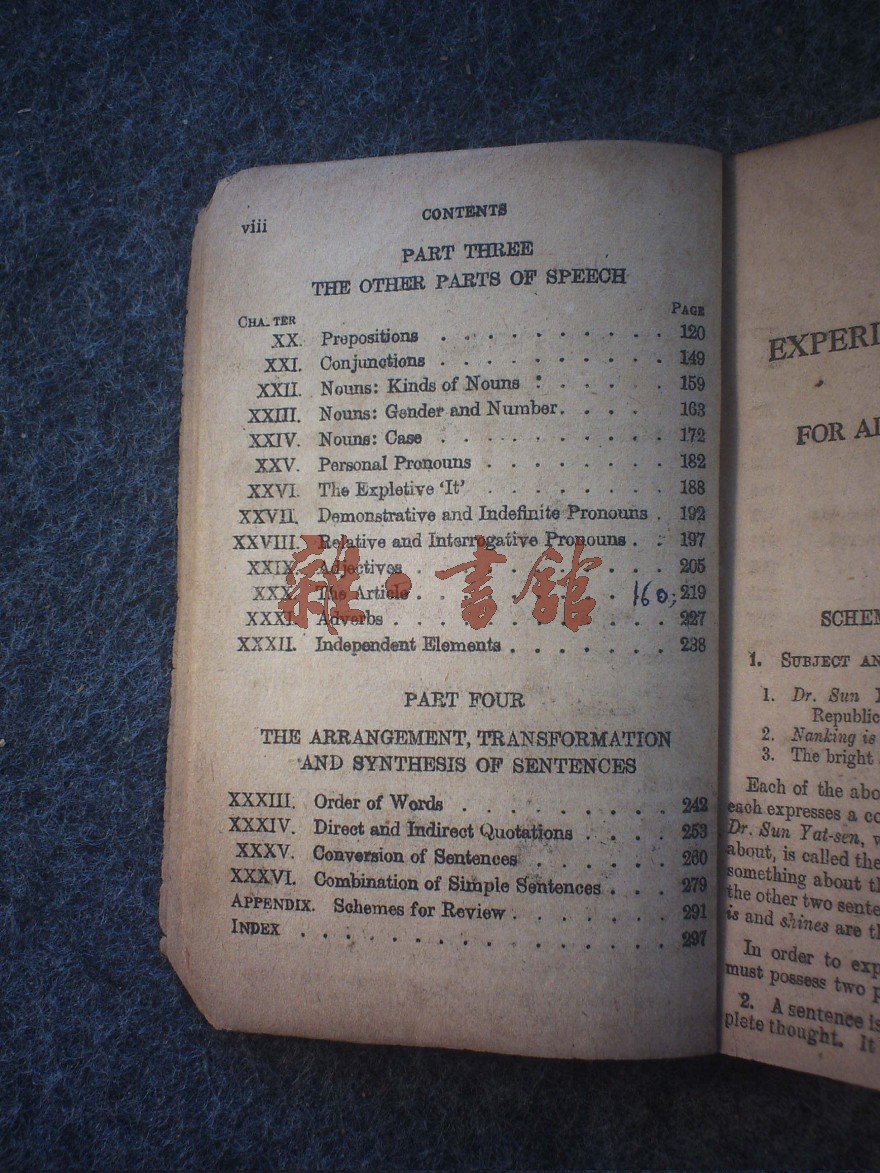 viii
CONTENTS
PART THREE
THE OTHER PARTS OF SPEECH
CHA TER PAGE
XX. Prepositions . . . . . . . . . . 120
XXI. Conjunctions . . . . . . . . . . 149
XXII. Nouns: Kinds of Nouns . . . . . . 159
XXIII. Nouns: Gender and Number. . . . . 163
XXIV. Nouns: Case . . . . . . . . . . 172
XXV. Personal Pronouns . . . . . . . . 182
XXVI. The Expletive 'It' . . . . . . . . 188
XXVII. Demonstrative and Indefinite Pronouns . 192
XXVIII. Relative and Interrogative Pronouns . . 197
XXIX. Adjectives . . . . . . . . . . 205
XXX. The Article . . . . . . . . 160; 219
XXXI. Adverbs . . . . . . . . . . . 227
XXXII. Independent Elements . . . . . . . 238
雜·書館
PART FOUR
THE ARRANGEMENT, TRANSFORMATION
AND SYNTHESIS OF SENTENCES
XXXIII. Order of Words . . . . . . . . 242
XXXIV. Direct and Indirect Quotations . . . . 253
XXXV. Conversion of Sentences . . . . . . 260
XXXVI. Combination of Simple Sentences . . . 279
APPENDIX. Schemes for Review . . . . . . 291
INDEX . . . . . . . . . . . . . 297
FOR
1. SUBJECT
1. Dr. Sun
Republic
2. Nanking is
3. The bright
Each of the
each expresses a
Dr. Sun Yat-sen,
about, is called the
something about
the other two
is and shines are
In order to
must possess two
2. A sentence is
plete thought. It